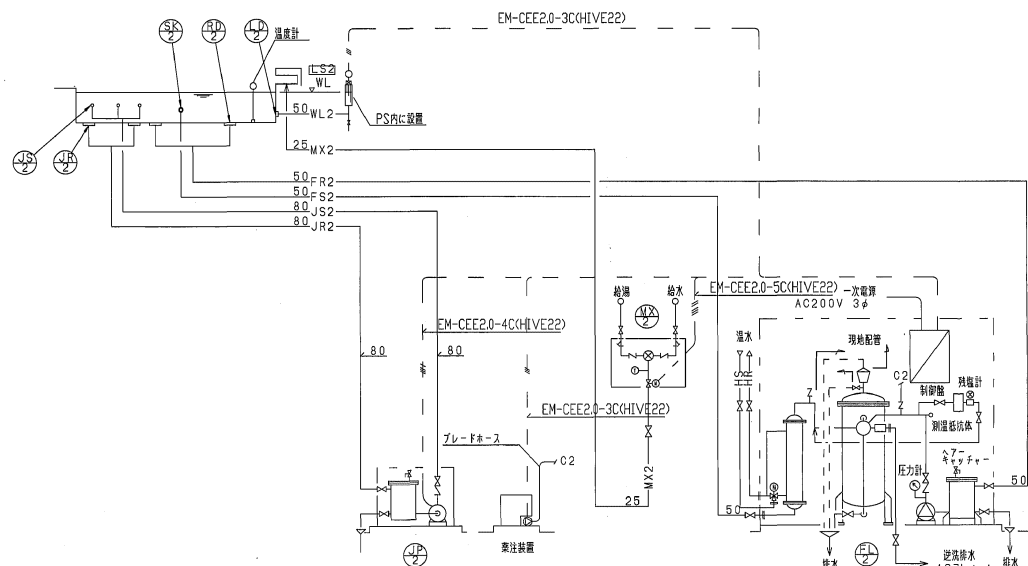 EM-CEE2.0-3C(HIVE22)
SK
2
RD
2
LD
2
温度計
LS2
WL
50 WL2
PS内に設置
25 MX2
JS
2
JR
2
50 FR2
50 FS2
80 JS2
80 JR2
EM-CEE2.0-5C(HIVE22)
一次電源
AC200V 3φ
給湯
MX
2
給水
EM-CEE2.0-4C(HIVE22)
温水
現地配管
HS
HR
Z
C2
Z
制御盤
残塩計
80
80
測温抵抗体
EM-CEE2.0-3C(HIVE22)
ブレードホース
C2
MX2
ヘアー
キャッチャー
圧力計
25
50
50
JP
2
薬注装置
排水
FL
2
逆洗排水
排水